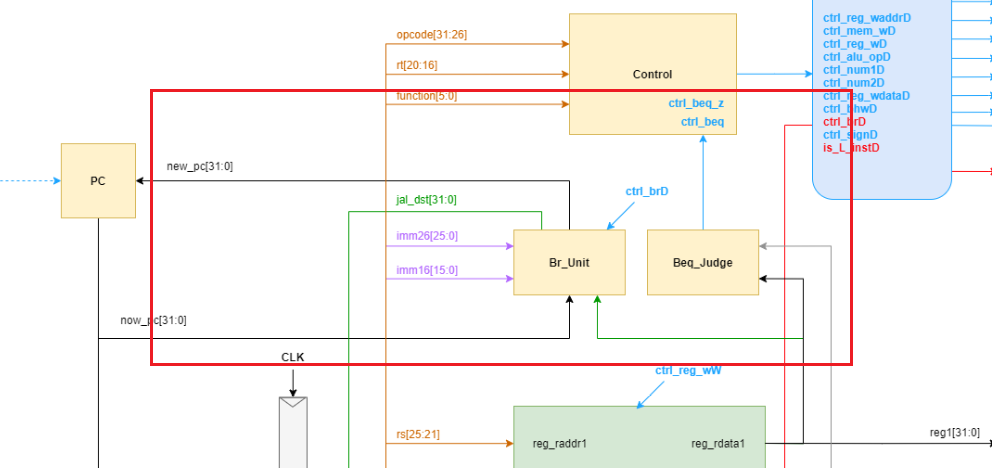 opcode[31:26]
rt[20:16]
function[5:0]
Control
ctrl_beq_z
ctrl_beq
ctrl_reg_waddrD
ctrl_mem_wD
ctrl_reg_wD
ctrl_alu_opD
ctrl_num1D
ctrl_num2D
ctrl_reg_wdataD
ctrl_bhwD
ctrl_brD
ctrl_signD
is_L_instD
PC
new_pc[31:0]
jal_dst[31:0]
ctrl_brD
imm26[25:0]
imm16[15:0]
Br_Unit
Beq_Judge
now_pc[31:0]
CLK
ctrl_reg_wW
rs[25:21]
reg_raddr1
reg_rdata1
reg1[31:0]